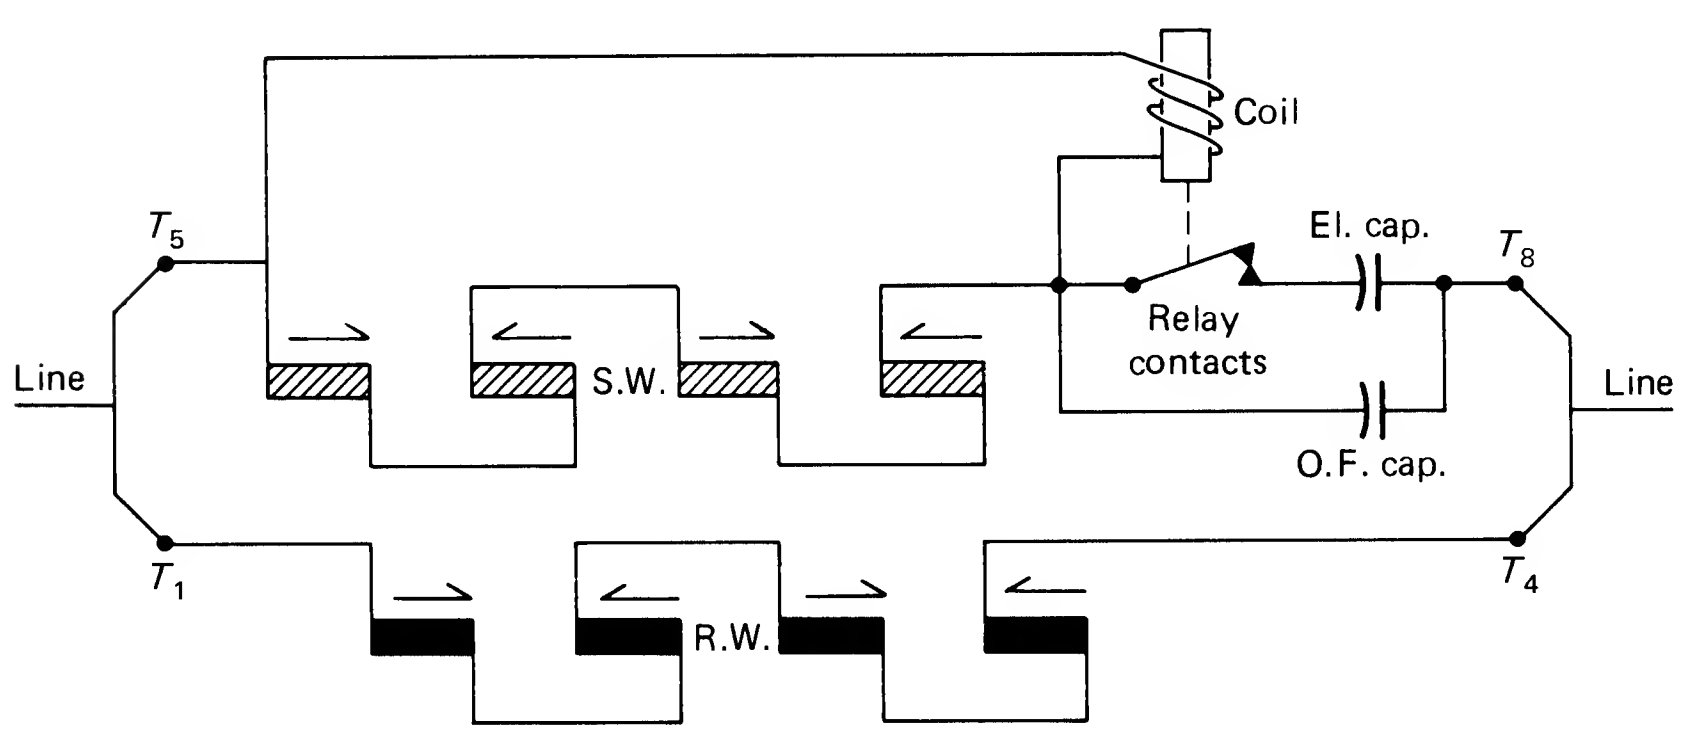 Coil
T5
El. cap.
T8
Relay
contacts
Line
S.W.
Line
O.F. cap.
T1
T4
R.W.